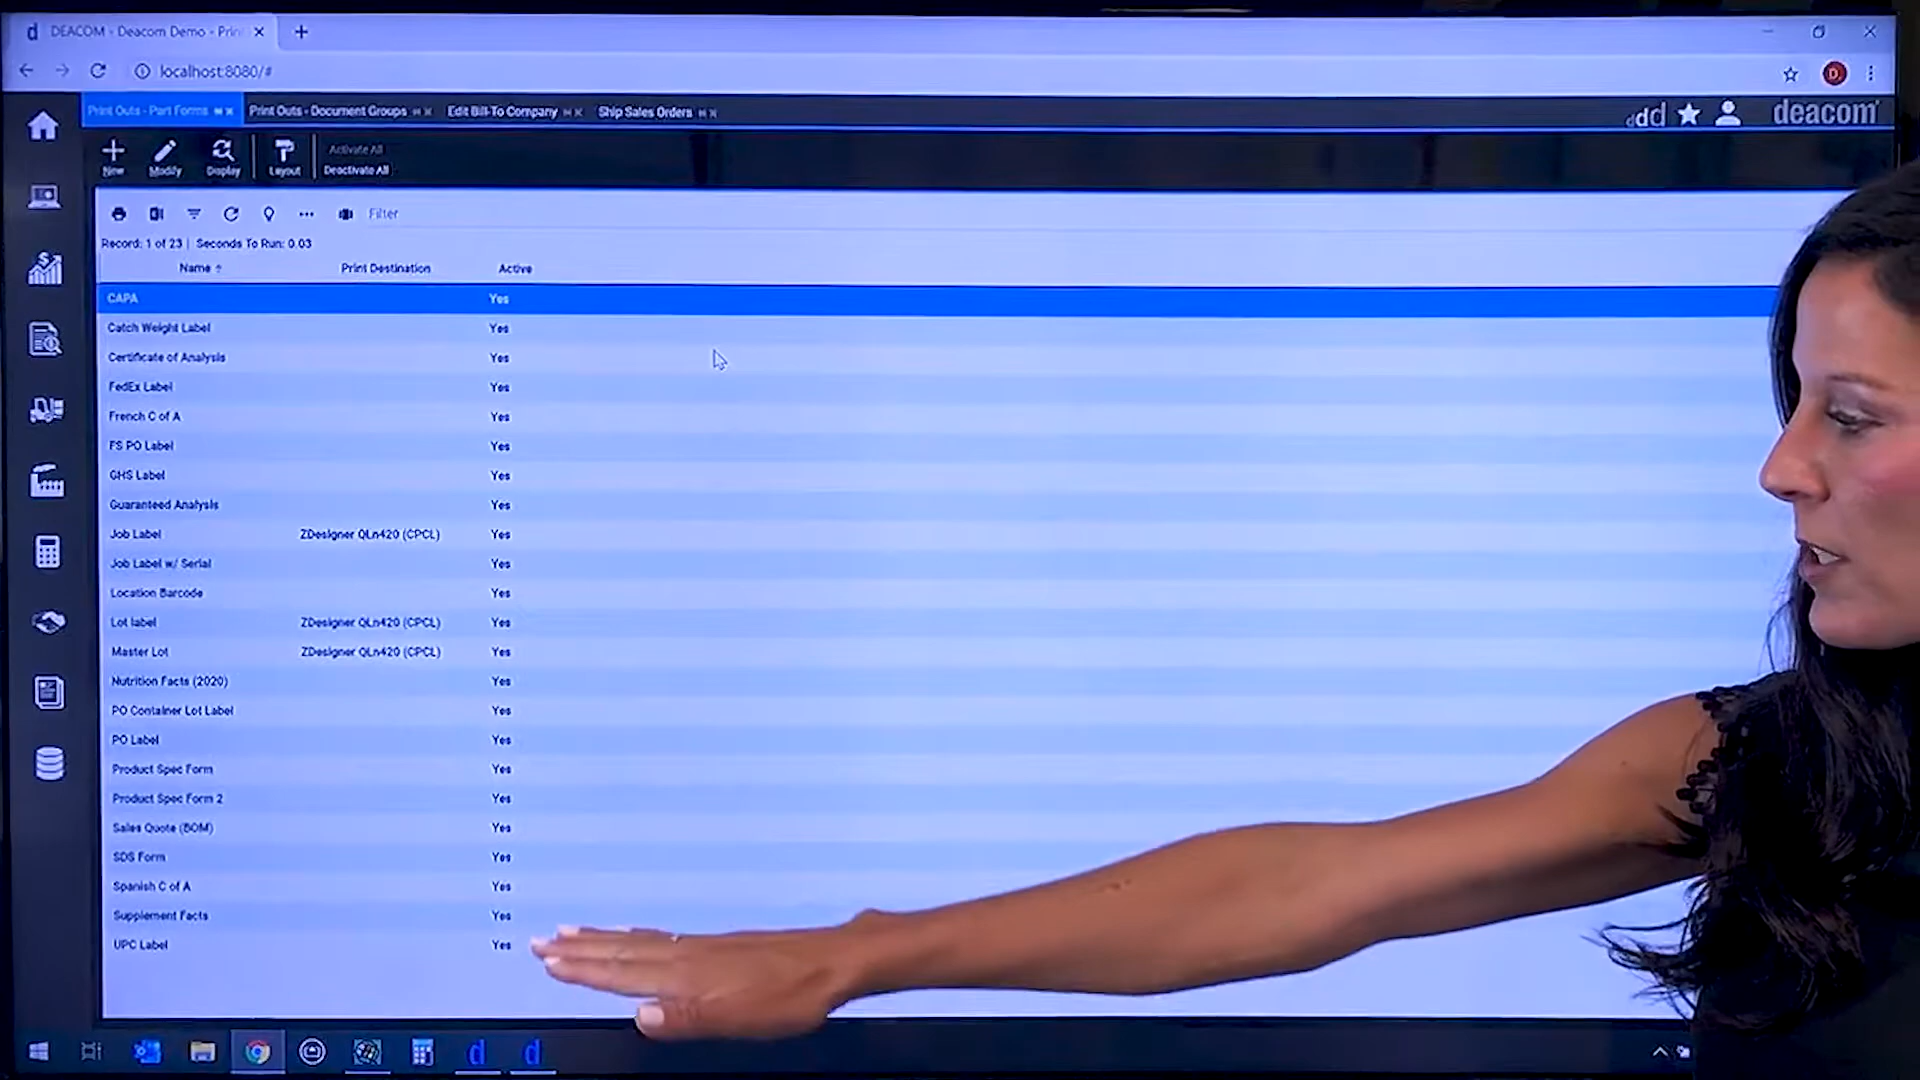 DEACOM - Deacom Demo - Prin
localhost:8080/#
Print Outs - Part Forms Print Outs - Document Groups Edit Bill-To Company Ship Sales Orders
ddd deacom
New Modify Display Layout Activate All
Deactivate All
Filter
Record: 1 of 23 | Seconds To Run: 0.03
Name Print Destination Active
CAPA Yes
Catch Weight Label Yes
Certificate of Analysis Yes
FedEx Label Yes
French C of A Yes
FS PO Label Yes
GHS Label Yes
Guaranteed Analysis Yes
Job Label ZDesigner QLn420 (CPCL) Yes
Job Label w/ Serial Yes
Location Barcode Yes
Lot label ZDesigner QLn420 (CPCL) Yes
Master Lot ZDesigner QLn420 (CPCL) Yes
Nutrition Facts (2020) Yes
PO Container Lot Label Yes
PO Label Yes
Product Spec Form Yes
Product Spec Form 2 Yes
Sales Quote (BOM) Yes
SDS Form Yes
Spanish C of A Yes
Supplement Facts Yes
UPC Label Yes